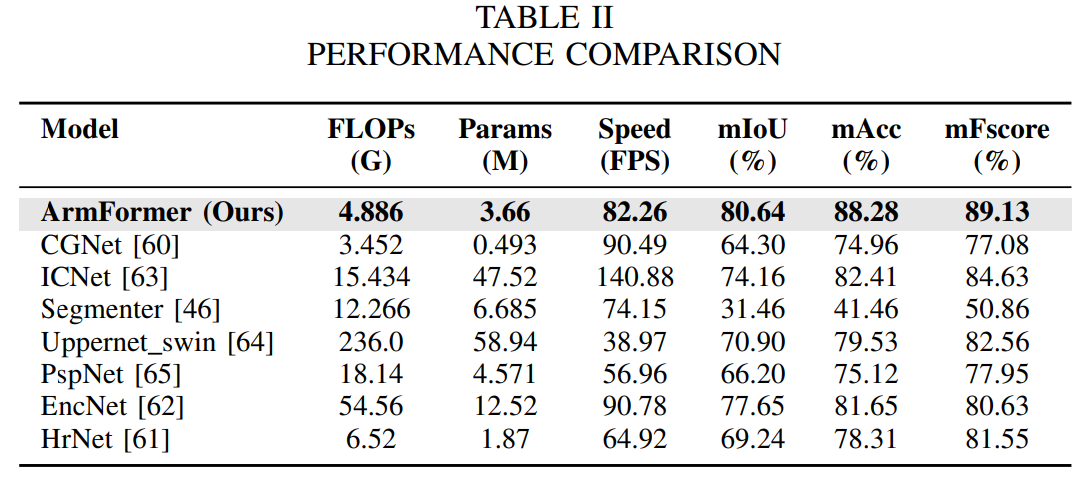 TABLE II
PERFORMANCE COMPARISON
Model FLOPs Params Speed mIoU mAcc mFscore
(G) (M) (FPS) (%) (%) (%)
ArmFormer (Ours) 4.886 3.66 82.26 80.64 88.28 89.13
CGNet [60] 3.452 0.493 90.49 64.30 74.96 77.08
ICNet [63] 15.434 47.52 140.88 74.16 82.41 84.63
Segmenter [46] 12.266 6.685 74.15 31.46 41.46 50.86
Uppernet_swin [64] 236.0 58.94 38.97 70.90 79.53 82.56
PspNet [65] 18.14 4.571 56.96 66.20 75.12 77.95
EncNet [62] 54.56 12.52 90.78 77.65 81.65 80.63
HrNet [61] 6.52 1.87 64.92 69.24 78.31 81.55